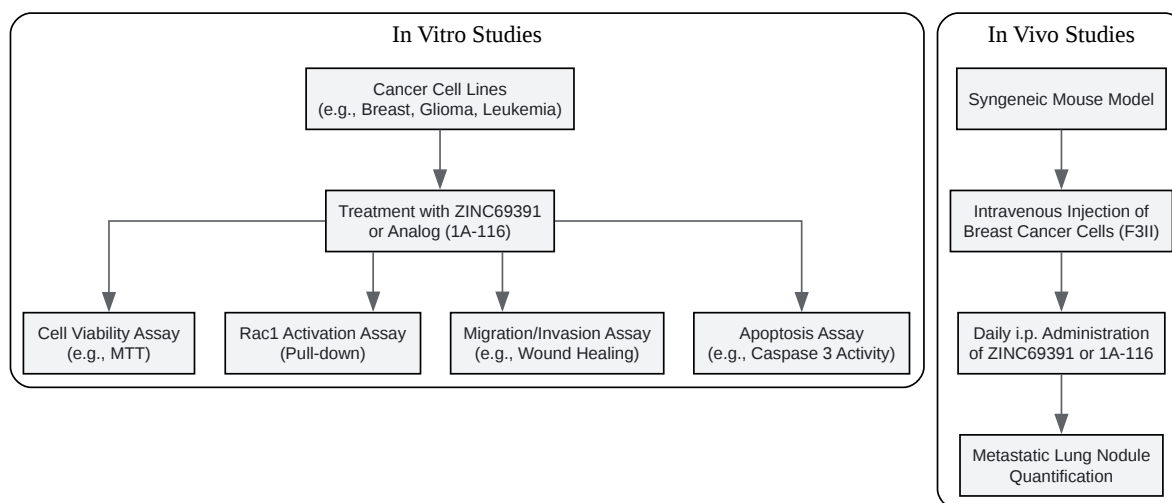 In Vitro Studies
Cancer Cell Lines
(e.g., Breast, Glioma, Leukemia)
Treatment with ZINC69391
or Analog (1A-116)
Cell Viability Assay
(e.g., MTT)
Rac1 Activation Assay
(Pull-down)
Migration/Invasion Assay
(e.g., Wound Healing)
Apoptosis Assay
(e.g., Caspase 3 Activity)
In Vivo Studies
Syngeneic Mouse Model
Intravenous Injection of
Breast Cancer Cells (F3II)
Daily i.p. Administration
of ZINC69391 or 1A-116
Metastatic Lung Nodule
Quantification